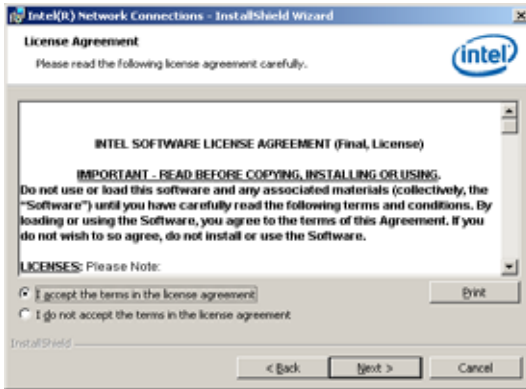 Intel(R) Network Connections - InstallShield Wizard
License Agreement
Please read the following license agreement carefully.
intel
INTEL SOFTWARE LICENSE AGREEMENT (Final, License)
IMPORTANT - READ BEFORE COPYING, INSTALLING OR USING.
Do not use or load this software and any associated materials (collectively, the
"Software") until you have carefully read the following terms and conditions. By
loading or using the Software, you agree to the terms of this Agreement. If you
do not wish to so agree, do not install or use the Software.
LICENSES: Please Note:
I accept the terms in the license agreement
Print
I do not accept the terms in the license agreement
InstallShield
< Back
Next >
Cancel